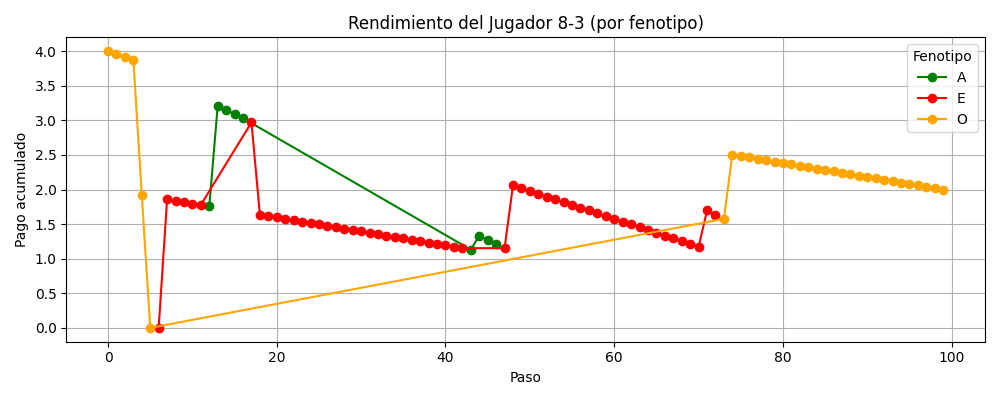 Rendimiento del Jugador 8-3 (por fenotipo)
Pago acumulado
4.0
3.5
3.0
2.5
2.0
1.5
1.0
0.5
0.0
0 20 40 60 80 100
Paso
Fenotipo
A
E
O